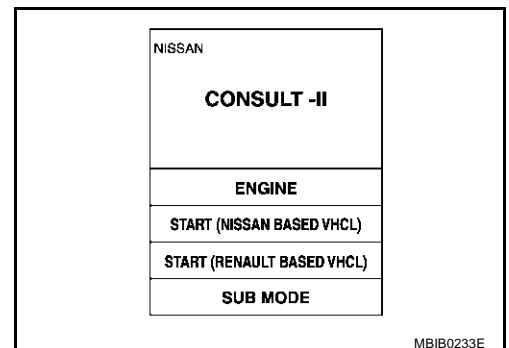 NISSAN
CONSULT -II
ENGINE
START (NISSAN BASED VHCL)
START (RENAULT BASED VHCL)
SUB MODE
MBIB0233E